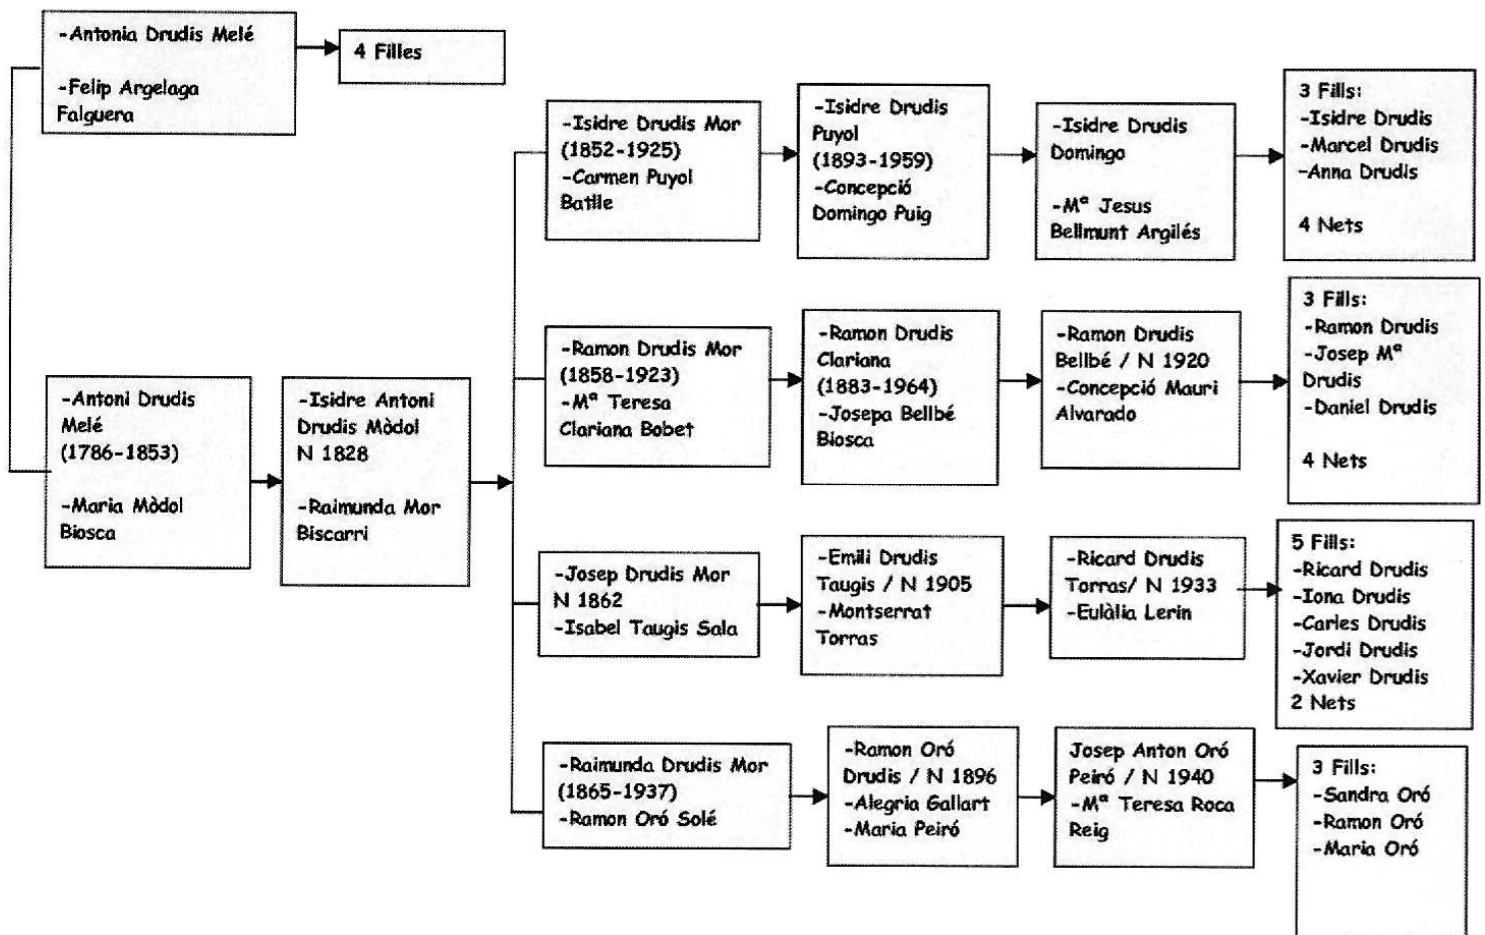 -Antonia Drudis Melé
-Felip Argelaga
Falguera
4 Filles
-Antoni Drudis
Melé
(1786-1853)
-Maria Mòdol
Biosca
-Isidre Antoni
Drudis Mòdol
N 1828
-Raimunda Mor
Biscarri
-Isidre Drudis Mor
(1852-1925)
-Carmen Puyol
Batlle
-Isidre Drudis
Puyol
(1893-1959)
-Concepció
Domingo Puig
-Isidre Drudis
Domingo
-Mª Jesus
Bellmunt Argilés
3 Fills:
-Isidre Drudis
-Marcel Drudis
-Anna Drudis
4 Nets
-Ramon Drudis Mor
(1858-1923)
-Mª Teresa
Clariana Bobet
-Ramon Drudis
Clariana
(1883-1964)
-Josepa Bellbé
Biosca
-Ramon Drudis
Bellbé / N 1920
-Concepció Mauri
Alvarado
3 Fills:
-Ramon Drudis
-Josep Mª
Drudis
-Daniel Drudis
4 Nets
-Josep Drudis Mor
N 1862
-Isabel Taugis Sala
-Emili Drudis
Taugis / N 1905
-Montserrat
Torras
-Ricard Drudis
Torras/ N 1933
-Eulàlia Lerin
5 Fills:
-Ricard Drudis
-Iona Drudis
-Carles Drudis
-Jordi Drudis
-Xavier Drudis
2 Nets
-Raimunda Drudis Mor
(1865-1937)
-Ramon Oró Solé
-Ramon Oró
Drudis / N 1896
-Alegria Gallart
-Maria Peiró
Josep Anton Oró
Peiró / N 1940
-Mª Teresa Roca
Reig
3 Fills:
-Sandra Oró
-Ramon Oró
-Maria Oró